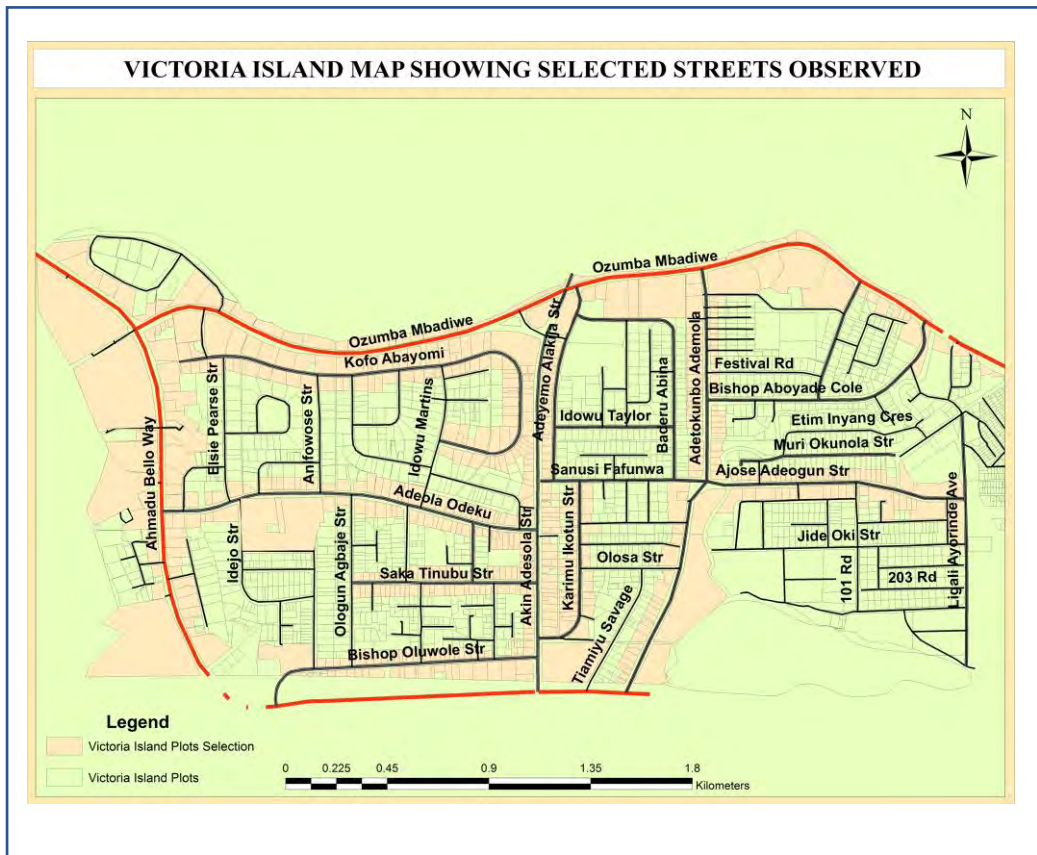 VICTORIA ISLAND MAP SHOWING SELECTED STREETS OBSERVED
N
Ozumba Mbadiwe
Ozumba Mbadiwe
Kofo Abayomi
Adeyemo Alakija Str
Adetokunbo Ademola
Festival Rd
Bishop Aboyade Cole
Elsie Pearse Str
Anifowose Str
Idowu Martins
Idowu Taylor
Baderu Abina
Etim Inyang Cres
Muri Okunola Str
Ahmadu Bello Way
Sanusi Fafunwa
Ajose Adeogun Str
Adeola Odeku
Idejo Str
Ologun Agbaje Str
Akin Adesola Str
Karimu Ikotun Str
Jide Oki Str
Ligali Ayorinde Ave
Olosa Str
Saka Tinubu Str
101 Rd
203 Rd
Tiamiyu Savage
Bishop Oluwole Str
Legend
Victoria Island Plots Selection
Victoria Island Plots
0 0.225 0.45 0.9 1.35 1.8
Kilometers